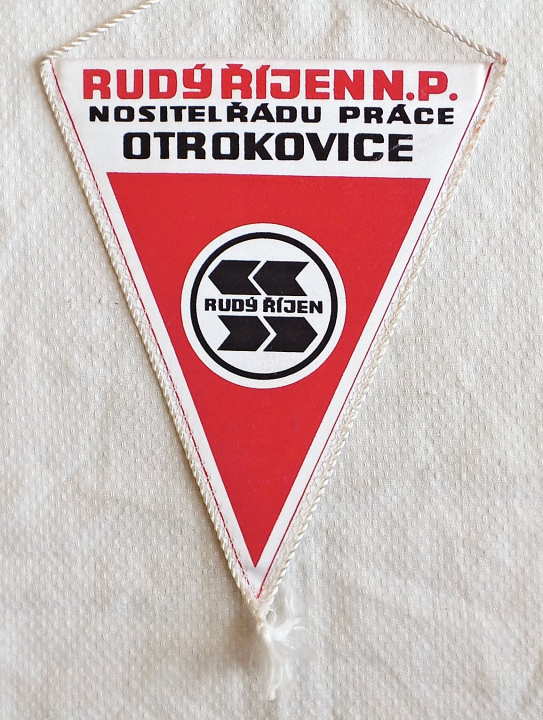 RUDÝ ŘÍJEN N.P.
NOSITEL ŘÁDU PRÁCE
OTROKOVICE
RUDÝ ŘÍJEN